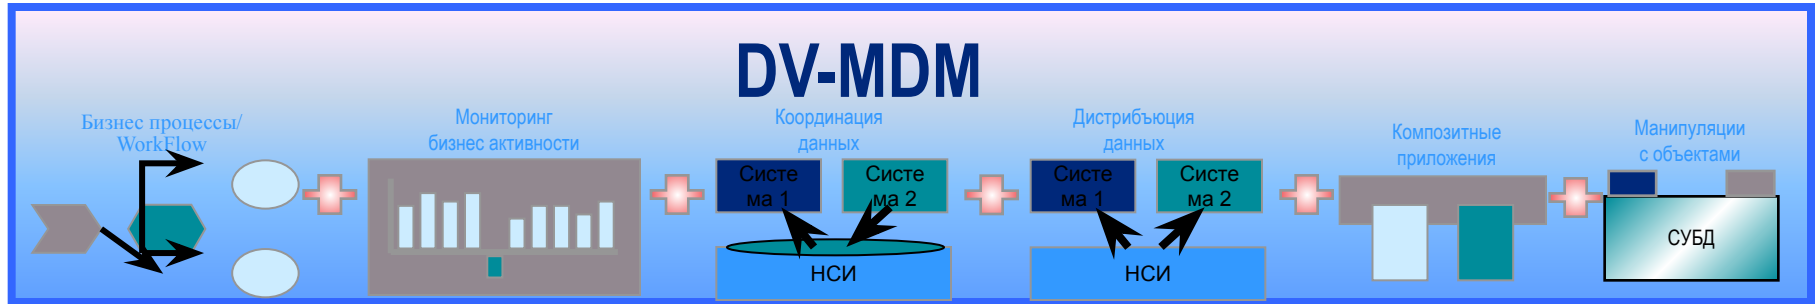 DV-MDM
Бизнес процессы/
WorkFlow
Мониторинг
бизнес активности
Координация
данных
Систе
ма 1
Систе
ма 2
НСИ
Дистрибъюция
данных
Систе
ма 1
Систе
ма 2
НСИ
Композитные
приложения
Манипуляции
с объектами
СУБД